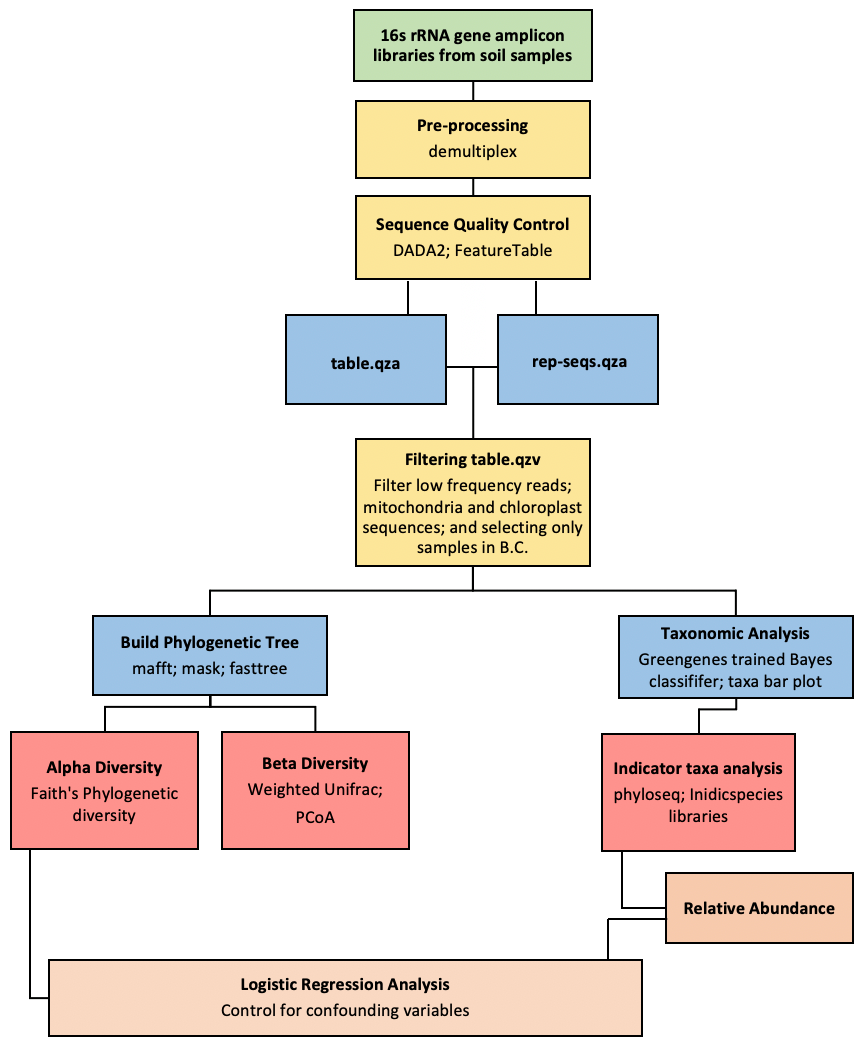 16s rRNA gene amplicon
libraries from soil samples
Pre-processing
demultiplex
Sequence Quality Control
DADA2; FeatureTable
table.qza
rep-seqs.qza
Filtering table.qzv
Filter low frequency reads;
mitochondria and chloroplast
sequences; and selecting only
samples in B.C.
Build Phylogenetic Tree
mafft; mask; fasttree
Taxonomic Analysis
Greengenes trained Bayes
classififer; taxa bar plot
Alpha Diversity
Faith's Phylogenetic
diversity
Beta Diversity
Weighted Unifrac;
PCoA
Indicator taxa analysis
phyloseq; Inidicspecies
libraries
Relative Abundance
Logistic Regression Analysis
Control for confounding variables